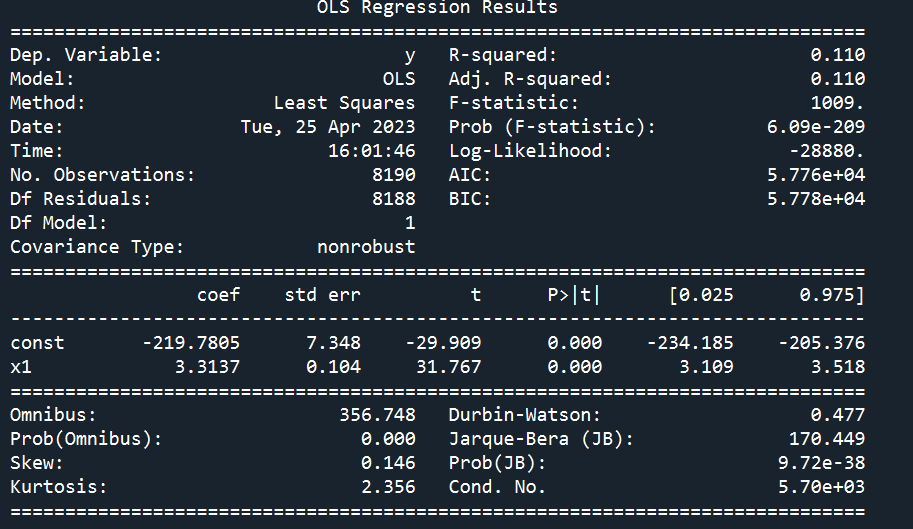 OLS Regression Results
==============================================================================
Dep. Variable:                      y   R-squared:                       0.110
Model:                            OLS   Adj. R-squared:                  0.110
Method:                 Least Squares   F-statistic:                     1009.
Date:                Tue, 25 Apr 2023   Prob (F-statistic):          6.09e-209
Time:                        16:01:46   Log-Likelihood:                -28880.
No. Observations:                8190   AIC:                         5.776e+04
Df Residuals:                    8188   BIC:                         5.778e+04
Df Model:                           1
Covariance Type:            nonrobust
==============================================================================
                 coef    std err          t      P>|t|      [0.025      0.975]
------------------------------------------------------------------------------
const       -219.7805      7.348    -29.909      0.000    -234.185    -205.376
x1             3.3137      0.104     31.767      0.000       3.109       3.518
==============================================================================
Omnibus:                      356.748   Durbin-Watson:                   0.477
Prob(Omnibus):                  0.000   Jarque-Bera (JB):              170.449
Skew:                           0.146   Prob(JB):                     9.72e-38
Kurtosis:                       2.356   Cond. No.                     5.70e+03
==============================================================================